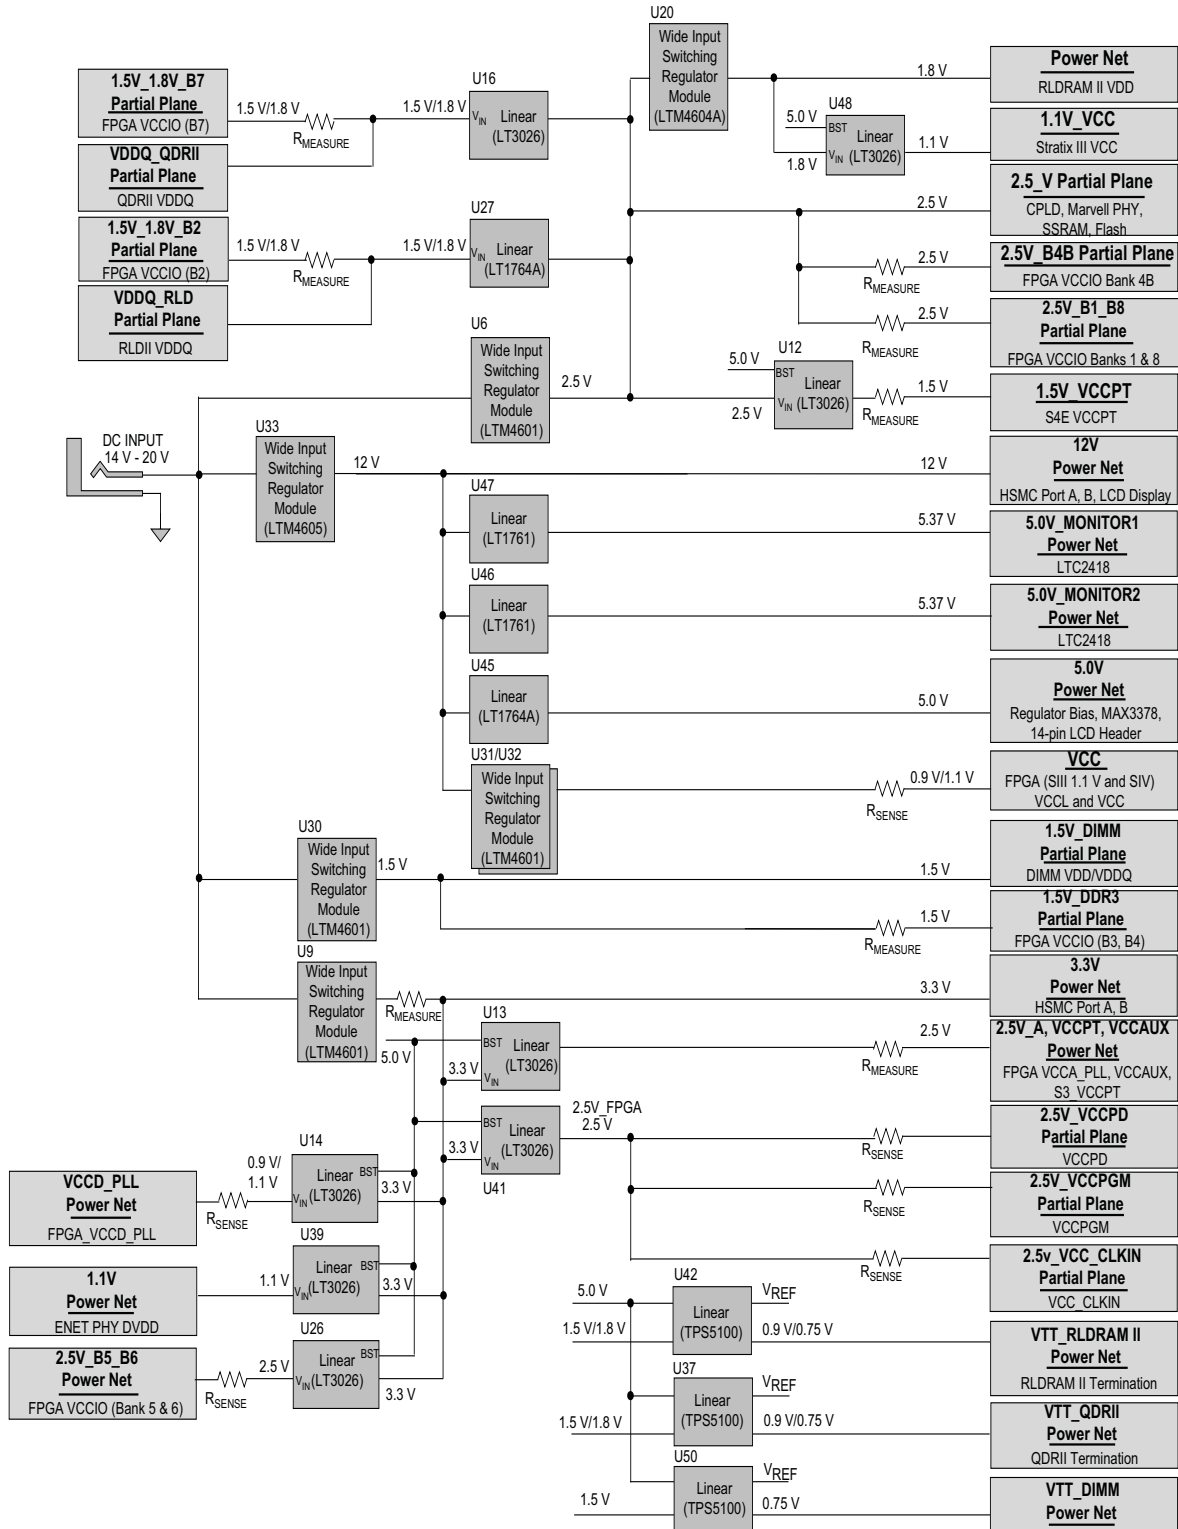 U20
Wide Input
Switching
Regulator
Module
(LTM4604A)
1.8 V
Power Net
RLDRAM II VDD
1.5V_1.8V_B7
Partial Plane
FPGA VCCIO (B7)
1.5 V/1.8 V
RMEASURE
1.5 V/1.8 V
U16
VIN
Linear
(LT3026)
U48
5.0 V
BST
Linear
VIN (LT3026)
1.8 V
1.1 V
1.1V_VCC
Stratix III VCC
VDDQ_QDRII
Partial Plane
QDRII VDDQ
2.5 V
2.5_V Partial Plane
CPLD, Marvell PHY,
SSRAM, Flash
1.5V_1.8V_B2
Partial Plane
FPGA VCCIO (B2)
1.5 V/1.8 V
RMEASURE
1.5 V/1.8 V
U27
VIN
Linear
(LT1764A)
RMEASURE
2.5 V
2.5V_B4B Partial Plane
FPGA VCCIO Bank 4B
VDDQ_RLD
Partial Plane
RLDII VDDQ
RMEASURE
2.5 V
2.5V_B1_B8
Partial Plane
FPGA VCCIO Banks 1 & 8
U6
Wide Input
Switching
Regulator
Module
(LTM4601)
2.5 V
U12
5.0 V
BST
Linear
VIN (LT3026)
2.5 V
RMEASURE
1.5 V
1.5V_VCCPT
S4E VCCPT
DC INPUT
14 V - 20 V
U33
Wide Input
Switching
Regulator
Module
(LTM4605)
12 V
12 V
12V
Power Net
HSMC Port A, B, LCD Display
U47
Linear
(LT1761)
5.37 V
5.0V_MONITOR1
Power Net
LTC2418
U46
Linear
(LT1761)
5.37 V
5.0V_MONITOR2
Power Net
LTC2418
U45
Linear
(LT1764A)
5.0 V
5.0V
Power Net
Regulator Bias, MAX3378,
14-pin LCD Header
U31/U32
Wide Input
Switching
Regulator
Module
(LTM4601)
RSENSE
0.9 V/1.1 V
VCC
FPGA (SIII 1.1 V and SIV)
VCCL and VCC
U30
Wide Input
Switching
Regulator
Module
(LTM4601)
1.5 V
1.5 V
1.5V_DIMM
Partial Plane
DIMM VDD/VDDQ
RMEASURE
1.5 V
1.5V_DDR3
Partial Plane
FPGA VCCIO (B3, B4)
U9
Wide Input
Switching
Regulator
Module
(LTM4601)
RMEASURE
3.3 V
3.3V
Power Net
HSMC Port A, B
5.0 V
U13
BST
Linear
(LT3026)
3.3 V
VIN
RMEASURE
2.5 V
2.5V_A, VCCPT, VCCAUX
Power Net
FPGA VCCA_PLL, VCCAUX,
S3_VCCPT
BST
Linear
(LT3026)
3.3 V
VIN
U41
2.5V_FPGA
2.5 V
RSENSE
2.5V_VCCPD
Partial Plane
VCCPD
RSENSE
2.5V_VCCPGM
Partial Plane
VCCPGM
RSENSE
2.5v_VCC_CLKIN
Partial Plane
VCC_CLKIN
VCCD_PLL
Power Net
FPGA_VCCD_PLL
RSENSE
0.9 V/
1.1 V
U14
Linear
BST
VIN (LT3026)
3.3 V
1.1V
Power Net
ENET PHY DVDD
1.1 V
U39
Linear
BST
VIN (LT3026)
3.3 V
2.5V_B5_B6
Power Net
FPGA VCCIO (Bank 5 & 6)
RSENSE
2.5 V
U26
Linear
BST
VIN (LT3026)
3.3 V
5.0 V
1.5 V/1.8 V
U42
Linear
(TPS5100)
VREF
0.9 V/0.75 V
VTT_RLDRAM II
Power Net
RLDRAM II Termination
1.5 V/1.8 V
U37
Linear
(TPS5100)
VREF
0.9 V/0.75 V
VTT_QDRII
Power Net
QDRII Termination
1.5 V
U50
Linear
(TPS5100)
VREF
0.75 V
VTT_DIMM
Power Net